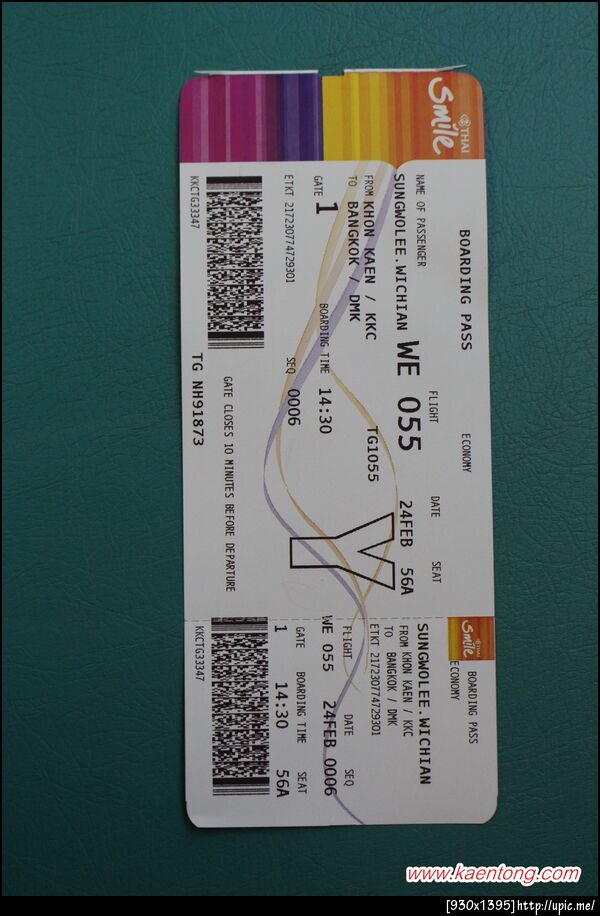 THAI
Smile
BOARDING PASS
ECONOMY
NAME OF PASSENGER
FLIGHT
DATE
SEAT
SUNGWOLEE.WICHIAN
WE 055
24FEB
56A
FROM KHON KAEN / KKC
TG1055
TO BANGKOK / DMK
Y
GATE
1
BOARDING TIME
14:30
ETKT 2172307774729301
SEQ 0006
GATE CLOSES 10 MINUTES BEFORE DEPARTURE
KKCTG33347
TG NH91873
THAI
Smile
BOARDING PASS
ECONOMY
SUNGWOLEE.WICHIAN
FROM KHON KAEN / KKC
TO BANGKOK / DMK
ETKT 2172307774729301
FLIGHT DATE SEQ
WE 055 24FEB 0006
GATE BOARDING TIME SEAT
1 14:30 56A
KKCTG33347
www.kaentong.com
[930x1395]http://upic.me/